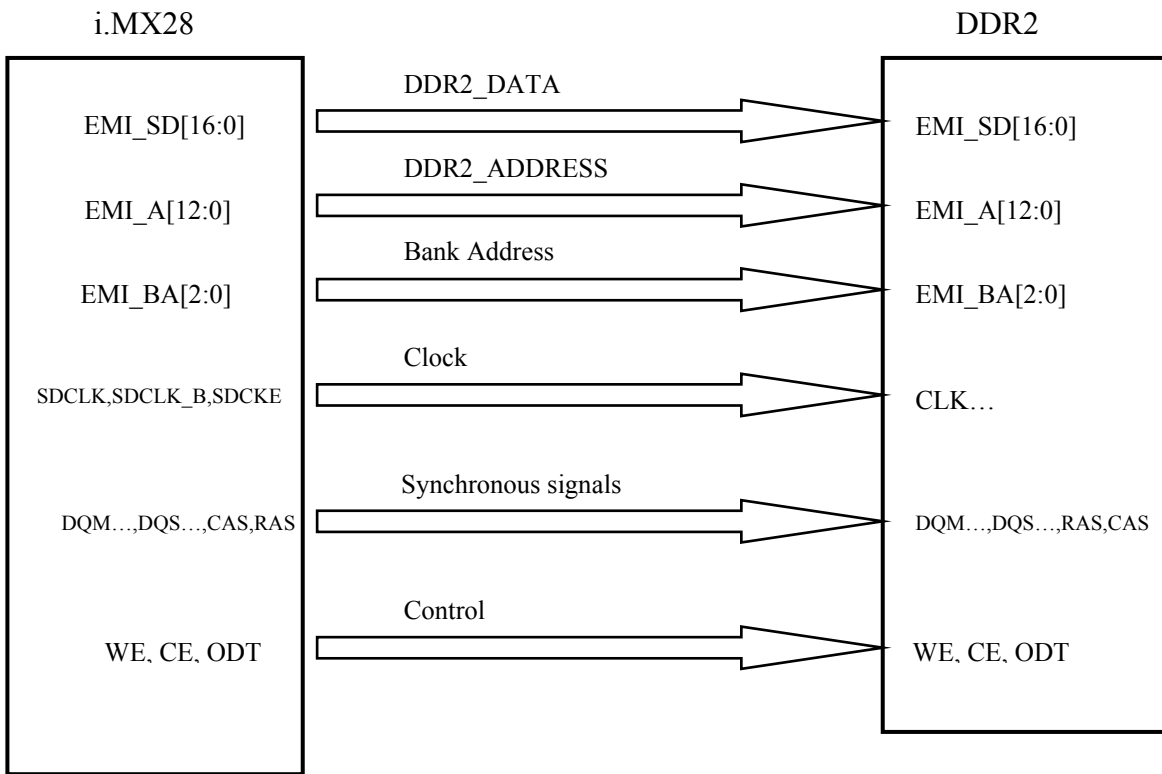 i.MX28
DDR2
DDR2_DATA
EMI_SD[16:0]
EMI_SD[16:0]
DDR2_ADDRESS
EMI_A[12:0]
EMI_A[12:0]
Bank Address
EMI_BA[2:0]
EMI_BA[2:0]
Clock
SDCLK,SDCLK_B,SDCKE
CLK…
Synchronous signals
DQM…,DQS…,CAS,RAS
DQM…,DQS…,RAS,CAS
Control
WE, CE, ODT
WE, CE, ODT